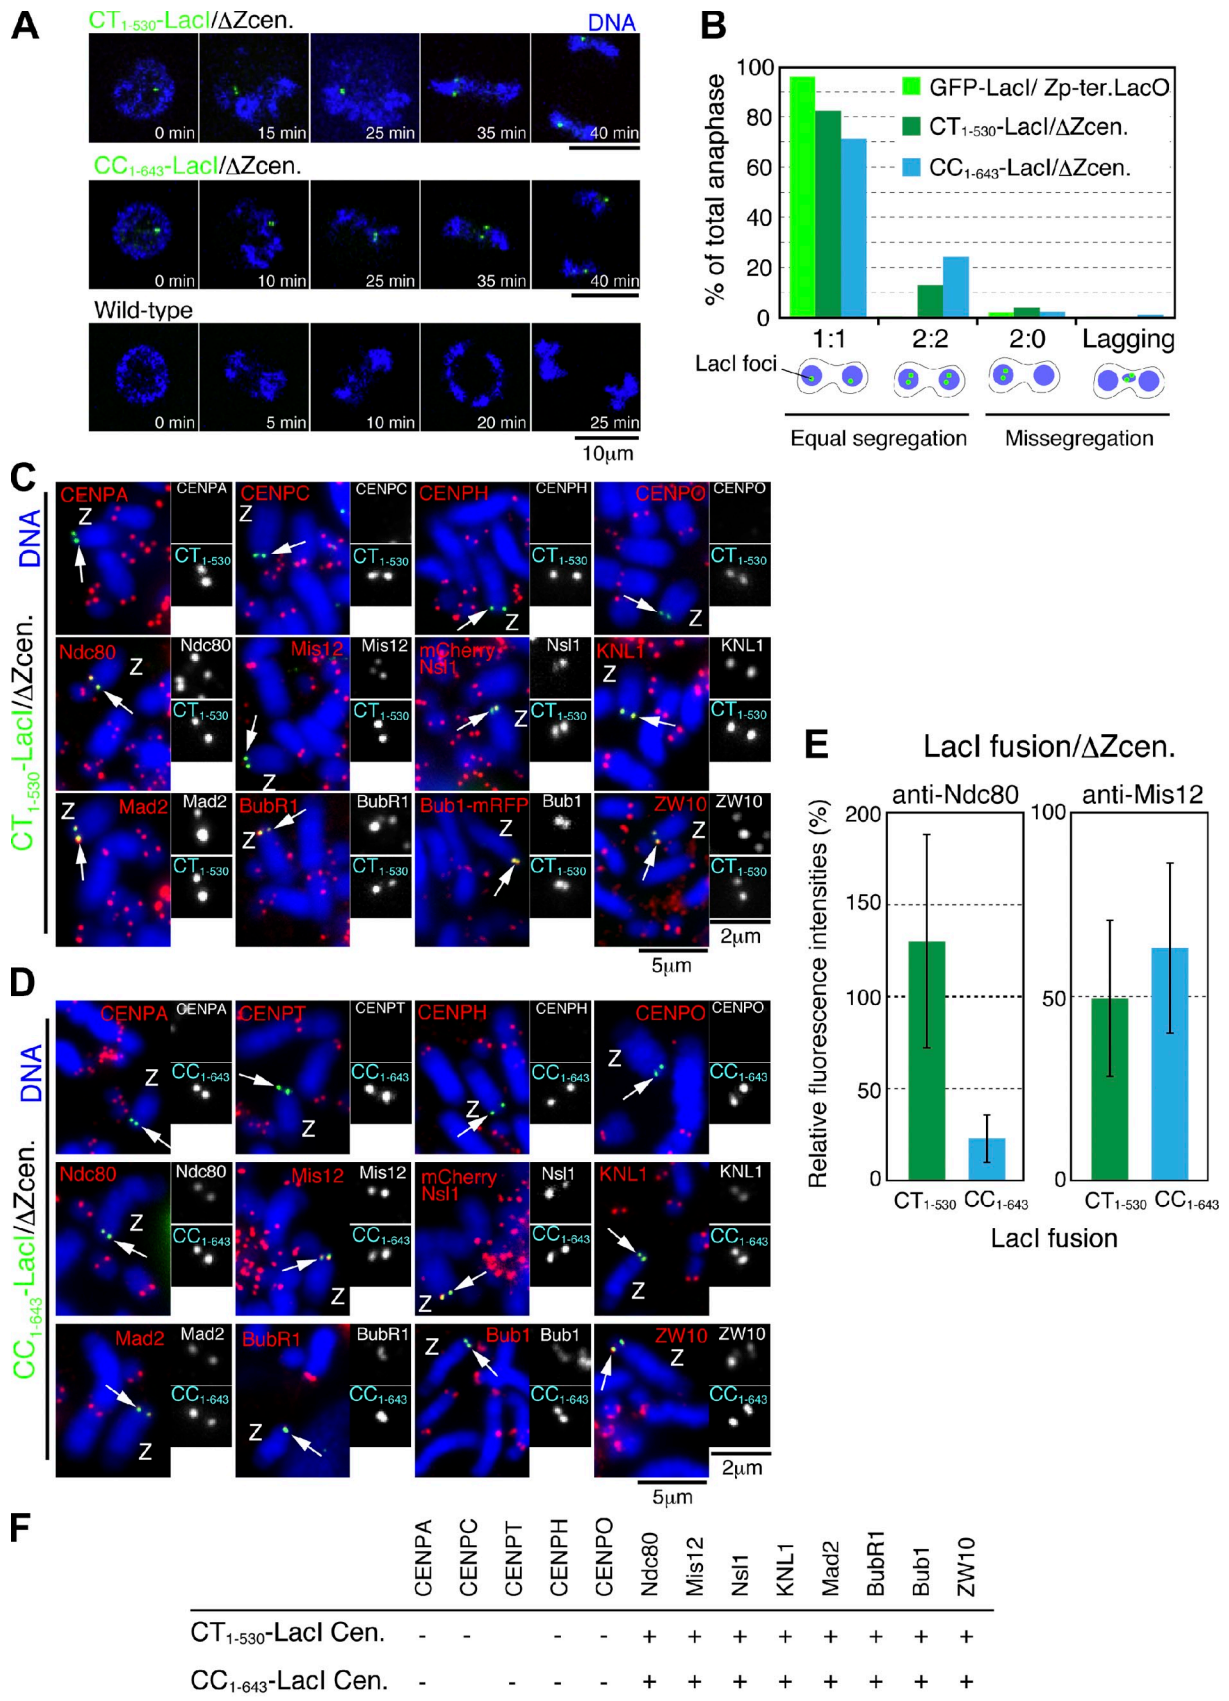 A
CT1-530-LacI/ΔZcen.
DNA
0 min
15 min
25 min
35 min
40 min
CC1-643-LacI/ΔZcen.
0 min
10 min
25 min
35 min
40 min
Wild-type
0 min
5 min
10 min
20 min
25 min
10μm
B
% of total anaphase
100
80
60
40
20
0
GFP-LacI/ Zp-ter.LacO
CT1-530-LacI/ΔZcen.
CC1-643-LacI/ΔZcen.
1:1
2:2
2:0
Lagging
LacI foci
Equal segregation
Missegregation
C
CT1-530-LacI/ΔZcen.
DNA
CENPA
Z
CENPA
CT1-530
CENPC
Z
CENPC
CT1-530
CENPH
Z
CENPH
CT1-530
CENPO
Z
CENPO
CT1-530
Ndc80
Z
Ndc80
CT1-530
Mis12
Z
Mis12
CT1-530
mCherry
Nsl1
Z
Nsl1
CT1-530
KNL1
Z
KNL1
CT1-530
Mad2
Z
Mad2
CT1-530
BubR1
Z
BubR1
CT1-530
Bub1-mRFP
Z
Bub1
CT1-530
ZW10
Z
ZW10
CT1-530
2μm
5μm
D
CC1-643-LacI/ΔZcen.
DNA
CENPA
Z
CENPA
CC1-643
CENPT
Z
CENPT
CC1-643
CENPH
Z
CENPH
CC1-643
CENPO
Z
CENPO
CC1-643
Ndc80
Z
Ndc80
CC1-643
Mis12
Z
Mis12
CC1-643
mCherry
Nsl1
Z
Nsl1
CC1-643
KNL1
Z
KNL1
CC1-643
Mad2
Z
Mad2
CC1-643
BubR1
Z
BubR1
CC1-643
Bub1
Z
Bub1
CC1-643
ZW10
Z
ZW10
CC1-643
2μm
5μm
E
LacI fusion/ΔZcen.
anti-Ndc80
anti-Mis12
Relative fluorescence intensities (%)
200
150
100
50
0
100
50
0
CT1-530
CC1-643
CT1-530
CC1-643
LacI fusion
F
CENPA CENPC CENPT CENPH CENPO Ndc80 Mis12 Nsl1 KNL1 Mad2 BubR1 Bub1 ZW10
CT1-530-LacI Cen. - - - - + + + + + + + +
CC1-643-LacI Cen. - - - - + + + + + + + +